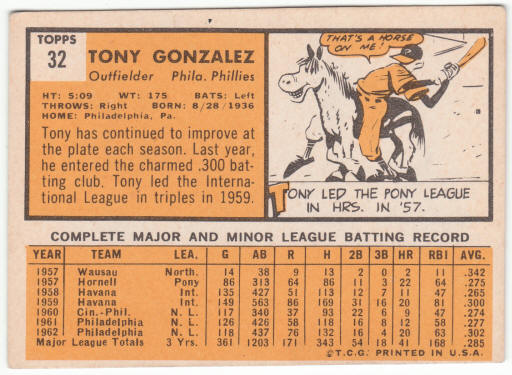 TOPPS
32
TONY GONZALEZ
Outfielder Phila. Phillies
HT: 5:09 WT: 175 BATS: Left
THROWS: Right BORN: 8/28/1936
HOME: Philadelphia, Pa.
Tony has continued to improve at
the plate each season. Last year,
he entered the charmed .300 bat-
ting club. Tony led the Interna-
tional League in triples in 1959.
THAT'S A HORSE
ON ME!
TONY LED THE PONY LEAGUE
IN HRS. IN '57.
COMPLETE MAJOR AND MINOR LEAGUE BATTING RECORD
YEAR TEAM LEA. G AB R H 2B 3B HR RBI AVG.
1957 Wausau North. 14 38 9 13 2 0 2 11 .342
1957 Hornell Pony 86 313 64 86 11 3 22 64 .275
1958 Havana Int. 135 427 51 113 12 7 11 47 .265
1959 Havana Int. 149 563 86 169 31 16 20 81 .300
1960 Cin.-Phil. N. L. 117 340 37 93 22 6 9 47 .274
1961 Philadelphia N. L. 126 426 58 118 16 8 12 58 .277
1962 Philadelphia N. L. 118 437 76 132 16 4 20 63 .302
Major League Totals 3 Yrs. 361 1203 171 343 54 18 41 168 .285
©T.C.G. PRINTED IN U.S.A.